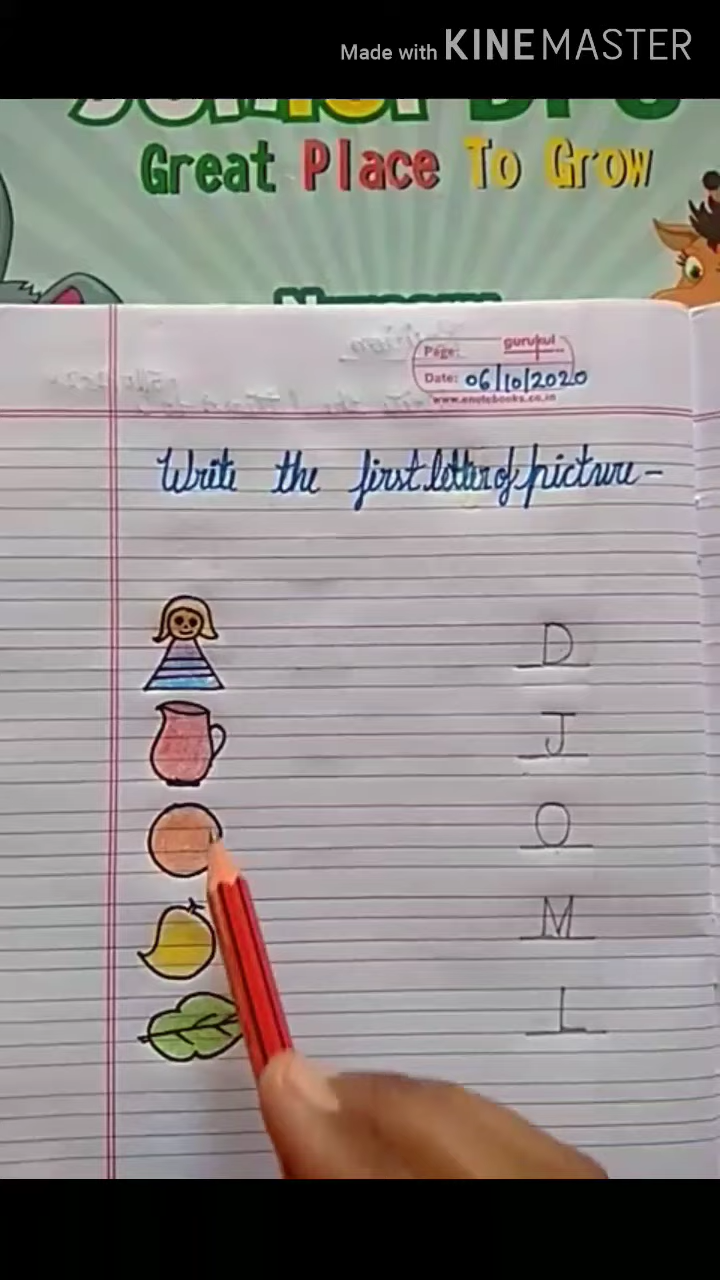 Made with KINEMASTER
Great Place To Grow
Page:
gurukul
Date: 06/10/2020
www.enotebooks.co.in
Write the first letter of picture -
D
J
O
M
L